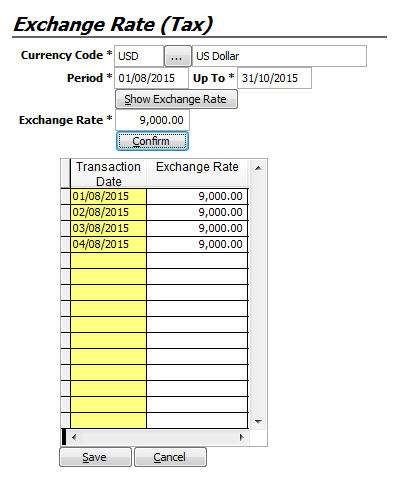 Exchange Rate (Tax)
Currency Code * USD ... US Dollar
Period * 01/08/2015 Up To * 31/10/2015
Show Exchange Rate
Exchange Rate * 9,000.00
Confirm
Transaction Date Exchange Rate
01/08/2015 9,000.00
02/08/2015 9,000.00
03/08/2015 9,000.00
04/08/2015 9,000.00
Save Cancel